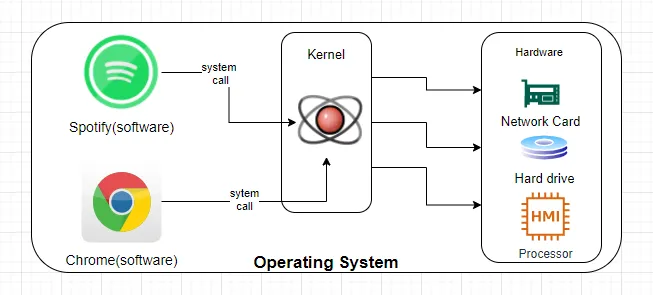 Kernel
Hardware
system
call
Spotify(software)
Network Card
Hard drive
sytem
call
HMI
Chrome(software)
Processor
Operating System